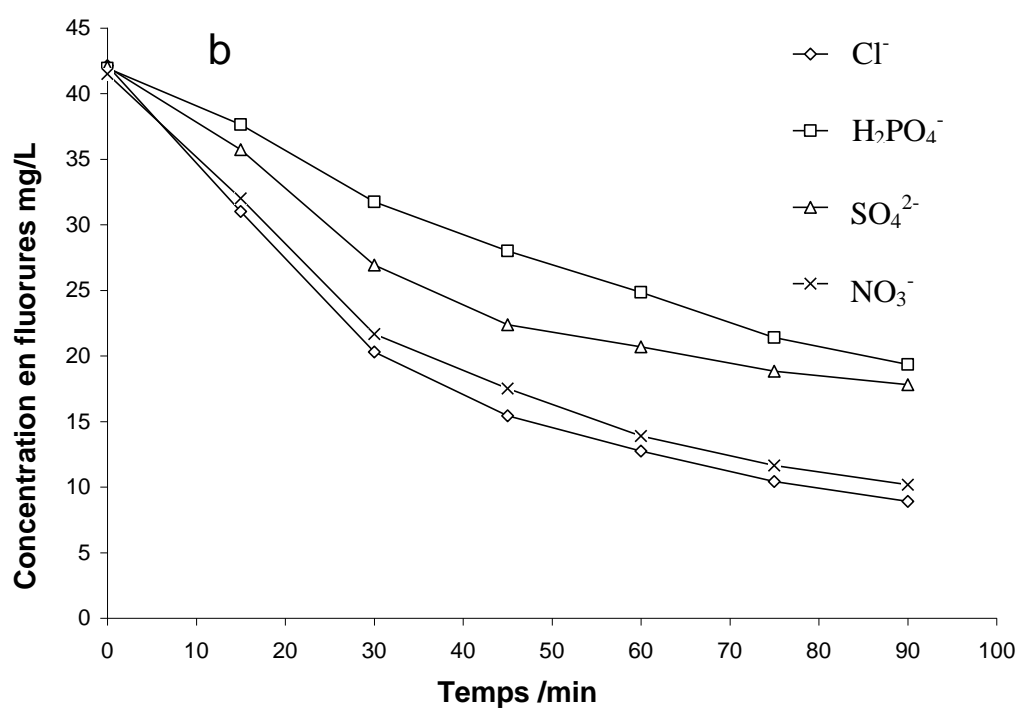 b
Cl⁻
H₂PO₄⁻
SO₄²⁻
NO₃⁻
Concentration en fluorures mg/L
45
40
35
30
25
20
15
10
5
0
0 10 20 30 40 50 60 70 80 90 100
Temps /min